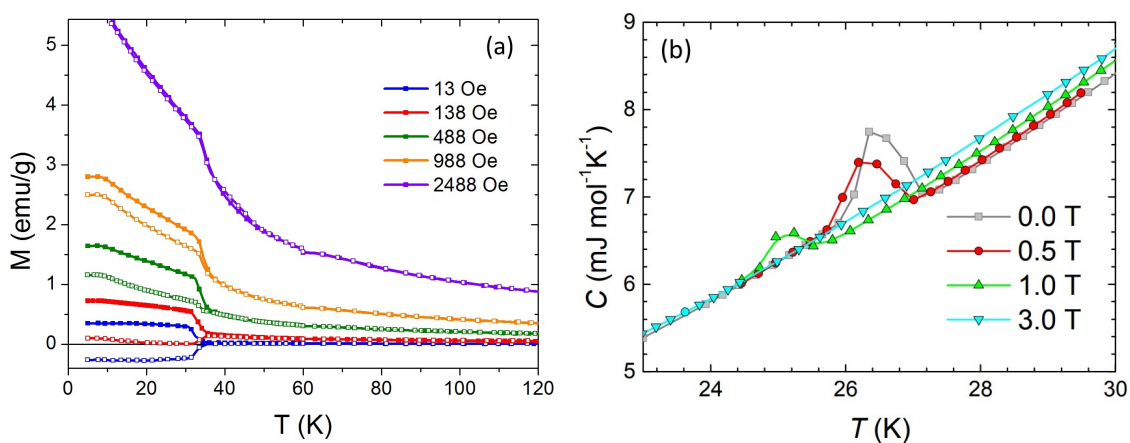 (a)
13 Oe
138 Oe
488 Oe
988 Oe
2488 Oe
M (emu/g)
5
4
3
2
1
0
0 20 40 60 80 100 120
T (K)
(b)
C (mJ mol⁻¹K⁻¹)
9
8
7
6
5
0.0 T
0.5 T
1.0 T
3.0 T
24 26 28 30
T (K)